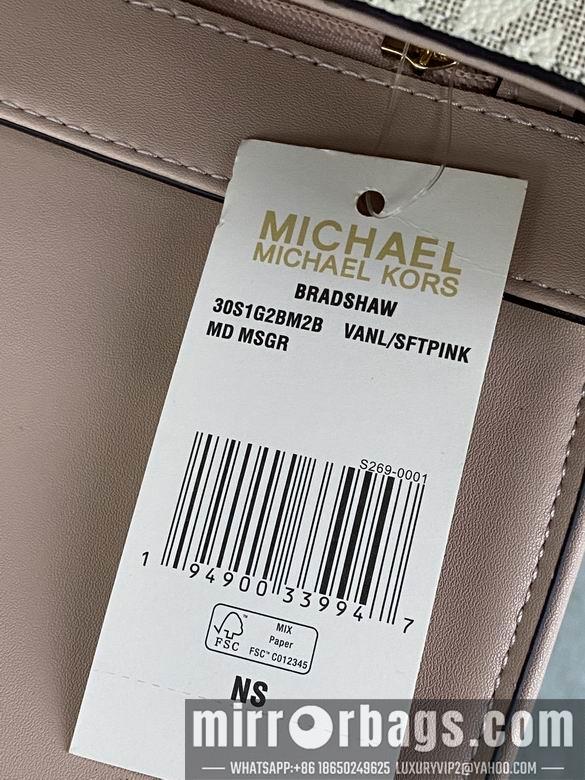 MICHAEL
MICHAEL KORS
BRADSHAW
30S1G2BM2B VANL/SFTPINK
MD MSGR
S269-0001
1 94900 33994 7
FSC™
MIX
Paper
FSC™ C012345
NS
mirrorbags.com
WHATSAPP:+86 18650249625 LUXURYVIP2@YAHOO.COM